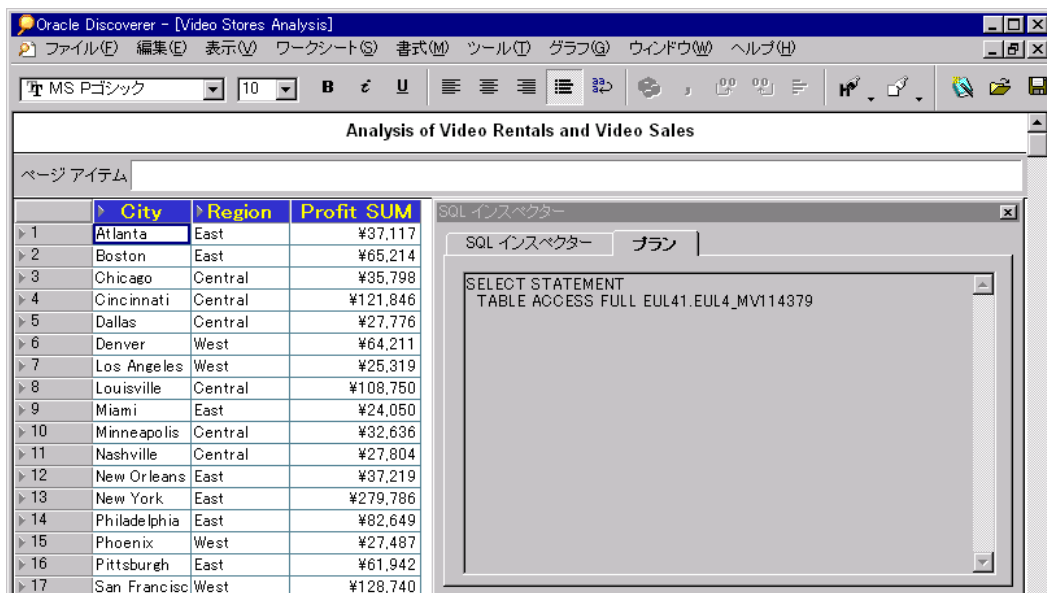 Oracle Discoverer - [Video Stores Analysis]
ファイル(F) 編集(E) 表示(V) ワークシート(S) 書式(M) ツール(T) グラフ(G) ウィンドウ(W) ヘルプ(H)
MS Pゴシック 10 B i U
Analysis of Video Rentals and Video Sales
ページ アイテム
City Region Profit SUM
1 Atlanta East ¥37,117
2 Boston East ¥65,214
3 Chicago Central ¥35,798
4 Cincinnati Central ¥121,846
5 Dallas Central ¥27,776
6 Denver West ¥64,211
7 Los Angeles West ¥25,319
8 Louisville Central ¥108,750
9 Miami East ¥24,050
10 Minneapolis Central ¥32,636
11 Nashville Central ¥27,804
12 New Orleans East ¥37,219
13 New York East ¥279,786
14 Philadelphia East ¥82,649
15 Phoenix West ¥27,487
16 Pittsburgh East ¥61,942
17 San Francisc West ¥128,740
SQL インスペクター
SQL インスペクター プラン
SELECT STATEMENT
TABLE ACCESS FULL EUL41.EUL4_MV114379